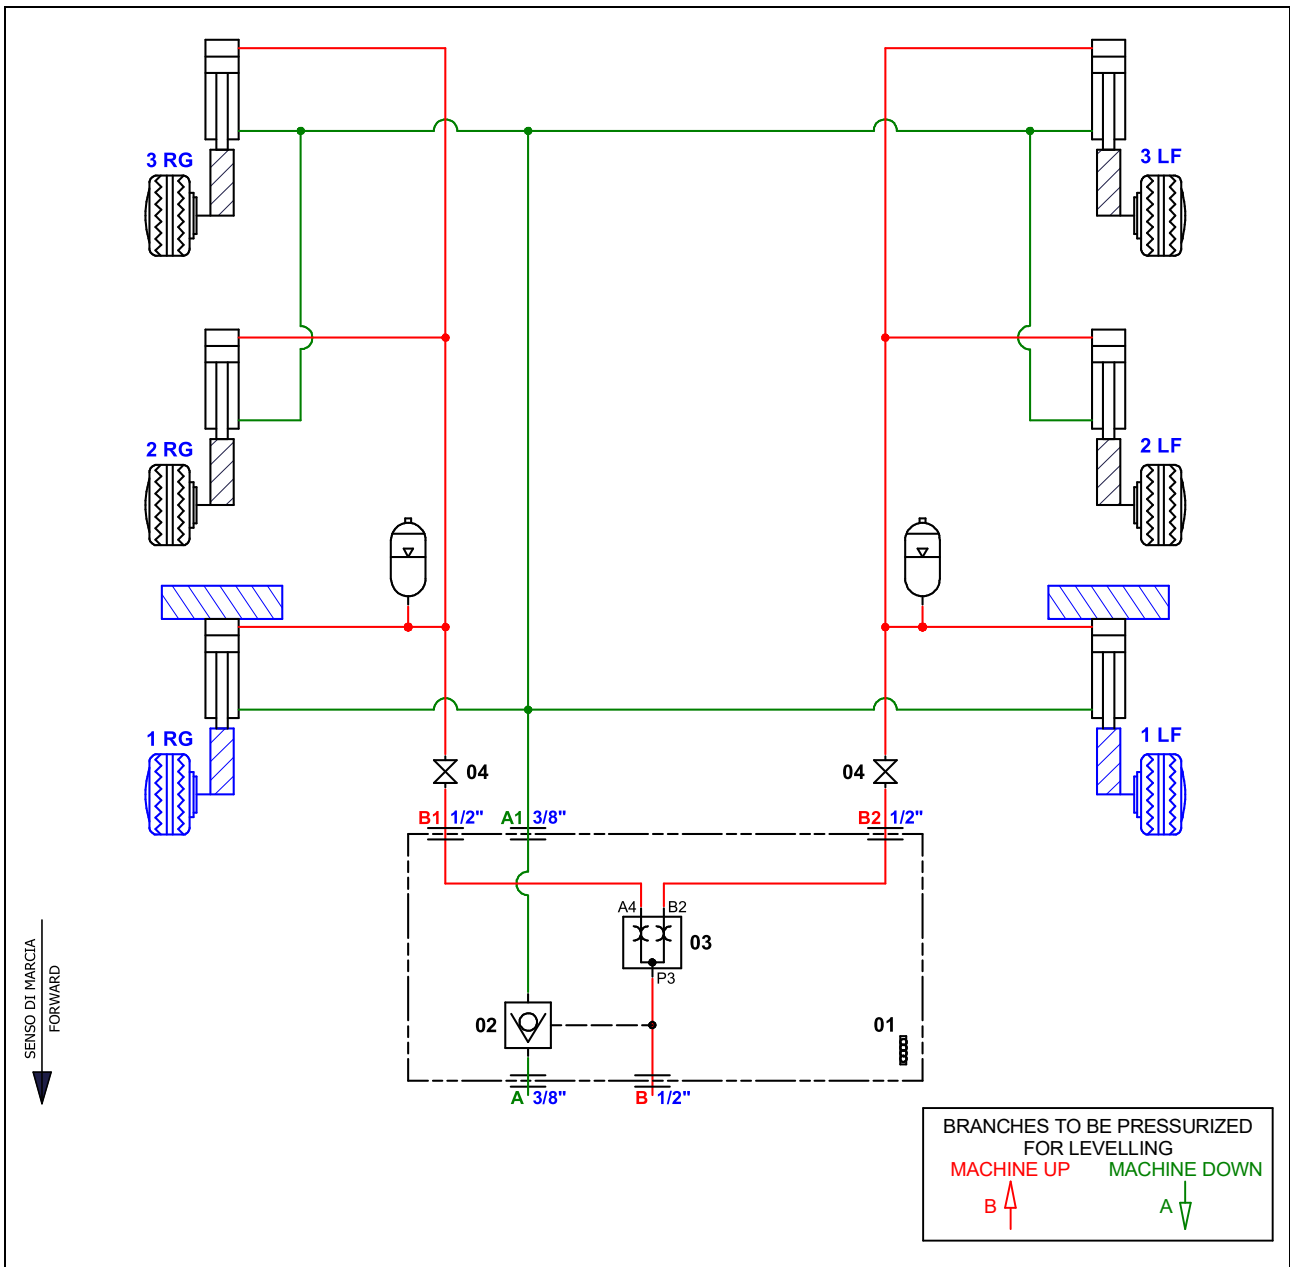 3 RG
3 LF
2 RG
2 LF
1 RG
1 LF
04
04
B1 1/2"
A1 3/8"
B2 1/2"
A4
B2
03
P3
02
01
A 3/8"
B 1/2"
SENSO DI MARCIA
FORWARD
BRANCHES TO BE PRESSURIZED
FOR LEVELLING
MACHINE UP
MACHINE DOWN
B
A